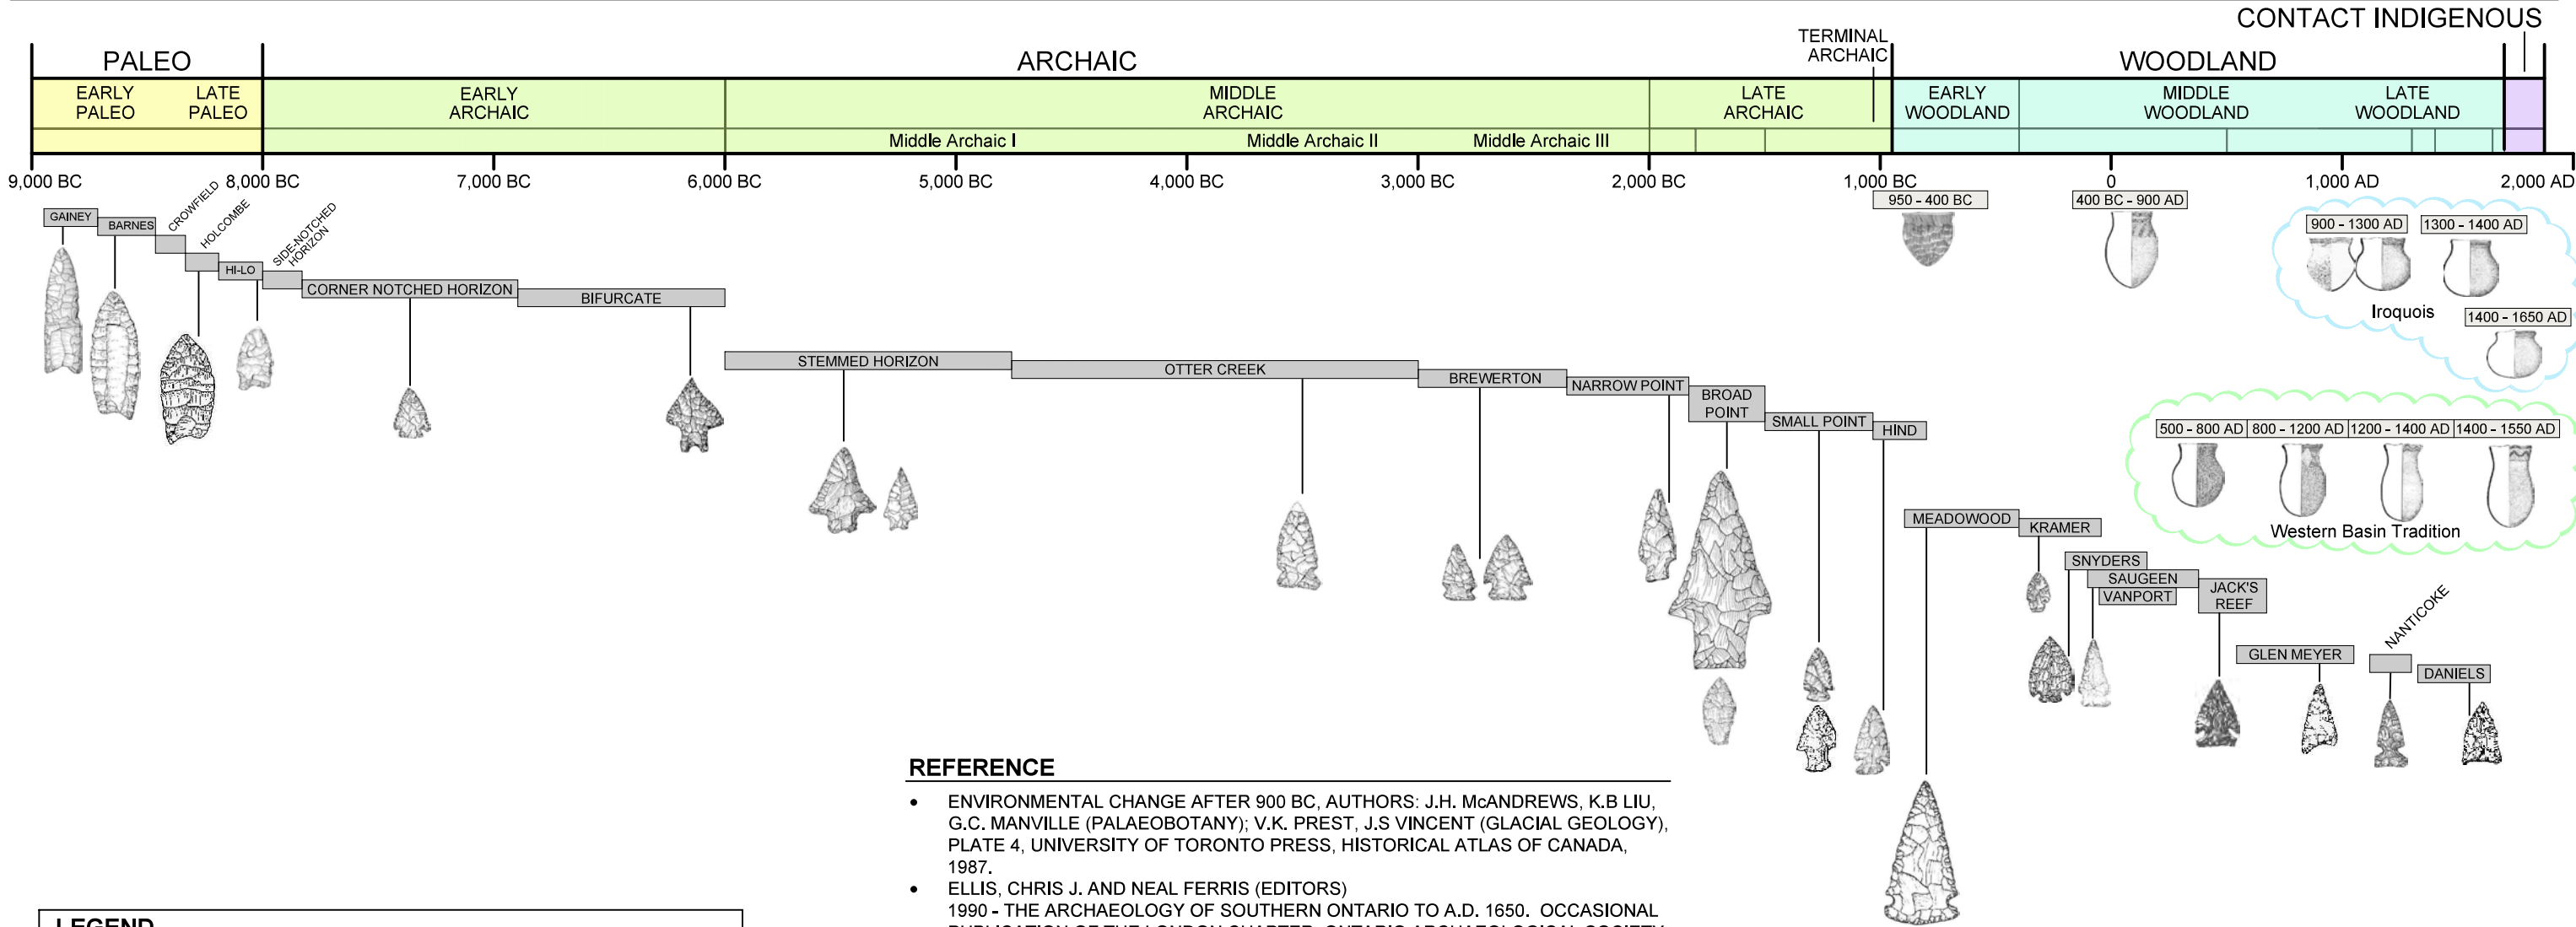 CONTACT INDIGENOUS
TERMINAL
ARCHAIC
PALEO
ARCHAIC
WOODLAND
EARLY
PALEO
LATE
PALEO
EARLY
ARCHAIC
MIDDLE
ARCHAIC
LATE
ARCHAIC
EARLY
WOODLAND
MIDDLE
WOODLAND
LATE
WOODLAND
Middle Archaic I
Middle Archaic II
Middle Archaic III
9,000 BC
8,000 BC
7,000 BC
6,000 BC
5,000 BC
4,000 BC
3,000 BC
2,000 BC
1,000 BC
0
1,000 AD
2,000 AD
GAINEY
BARNES
CROWFIELD
HOLCOMBE
HI-LO
SIDE-NOTCHED
HORIZON
CORNER NOTCHED HORIZON
BIFURCATE
STEMMED HORIZON
OTTER CREEK
BREWERTON
NARROW POINT
BROAD
POINT
SMALL POINT
HIND
950 - 400 BC
400 BC - 900 AD
900 - 1300 AD
1300 - 1400 AD
Iroquois
1400 - 1650 AD
500 - 800 AD
800 - 1200 AD
1200 - 1400 AD
1400 - 1550 AD
Western Basin Tradition
MEADOWOOD
KRAMER
SNYDERS
SAUGEEN
VANPORT
JACK'S
REEF
GLEN MEYER
NANTICOKE
DANIELS
REFERENCE
• ENVIRONMENTAL CHANGE AFTER 900 BC, AUTHORS: J.H. McANDREWS, K.B LIU,
G.C. MANVILLE (PALAEOBOTANY); V.K. PREST, J.S VINCENT (GLACIAL GEOLOGY),
PLATE 4, UNIVERSITY OF TORONTO PRESS, HISTORICAL ATLAS OF CANADA,
1987.
• ELLIS, CHRIS J. AND NEAL FERRIS (EDITORS)
1990 - THE ARCHAEOLOGY OF SOUTHERN ONTARIO TO A.D. 1650. OCCASIONAL
PUBLICATION OF THE LONDON CHAPTER, ONTARIO ARCHAEOLOGICAL SOCIETY
LEGEND